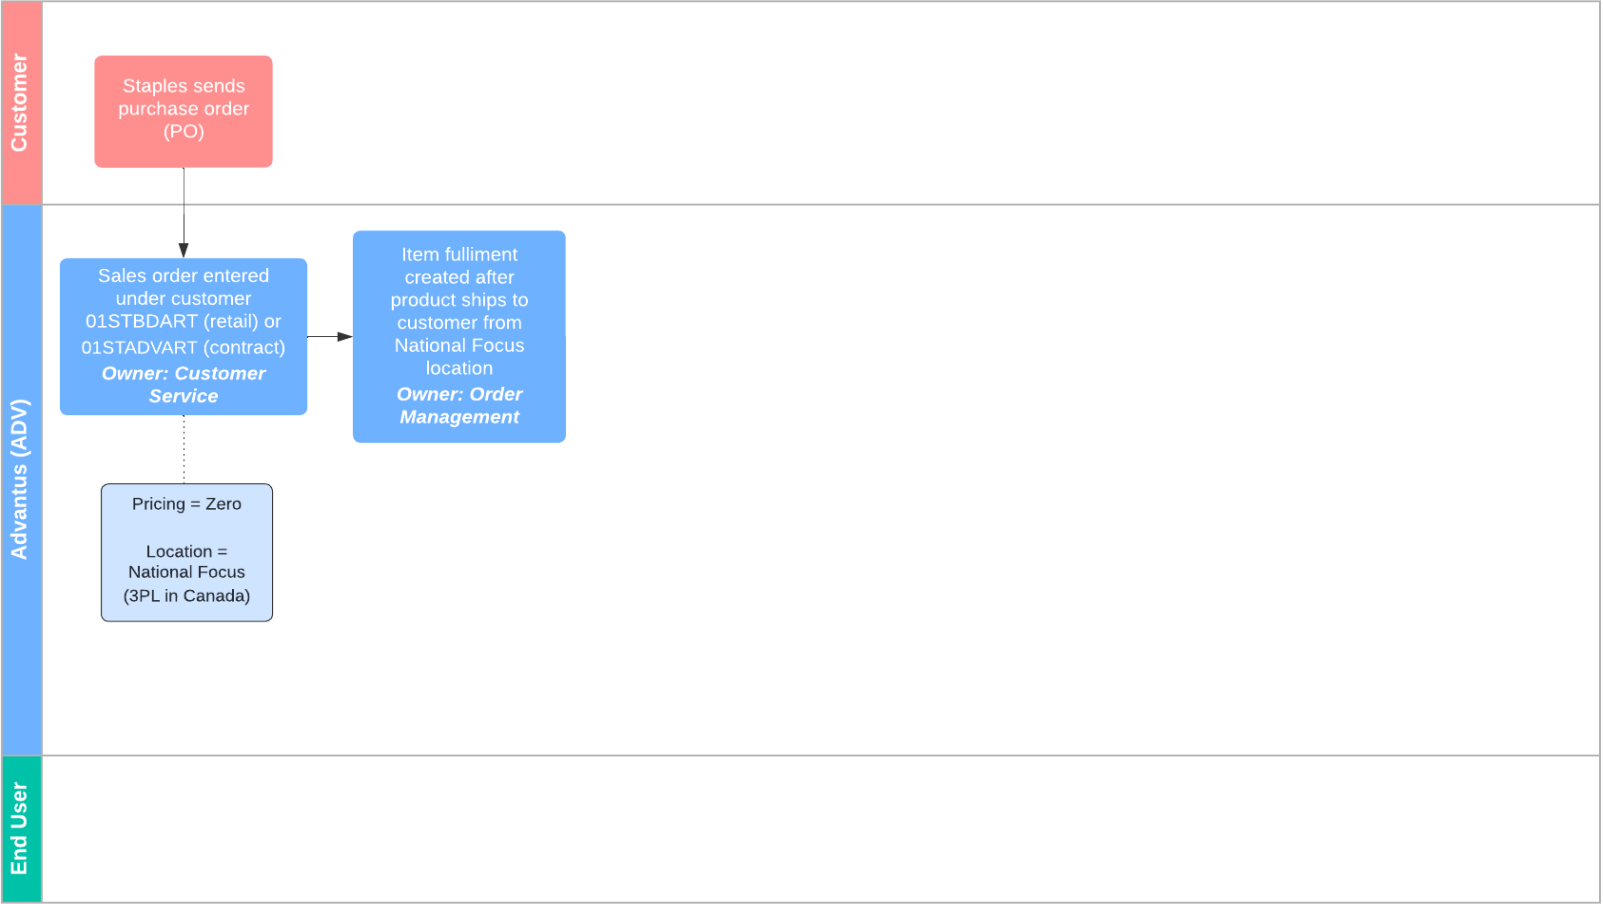 Customer
Staples sends
purchase order
(PO)
Advantus (ADV)
Sales order entered
under customer
01STBDART (retail) or
01STADVART (contract)
Owner: Customer
Service
Item fulliment
created after
product ships to
customer from
National Focus
location
Owner: Order
Management
Pricing = Zero
Location =
National Focus
(3PL in Canada)
End User